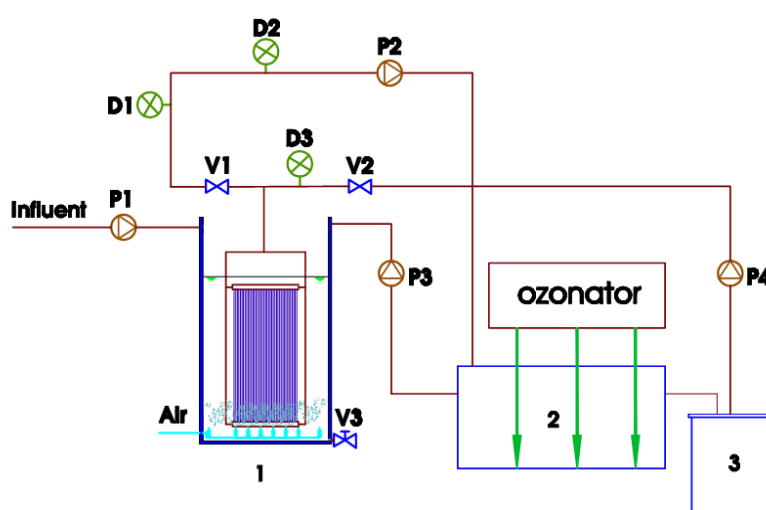 D2
P2
D1
D3
V1
V2
P1
Influent
P3
P4
ozonator
Air
V3
2
1
3